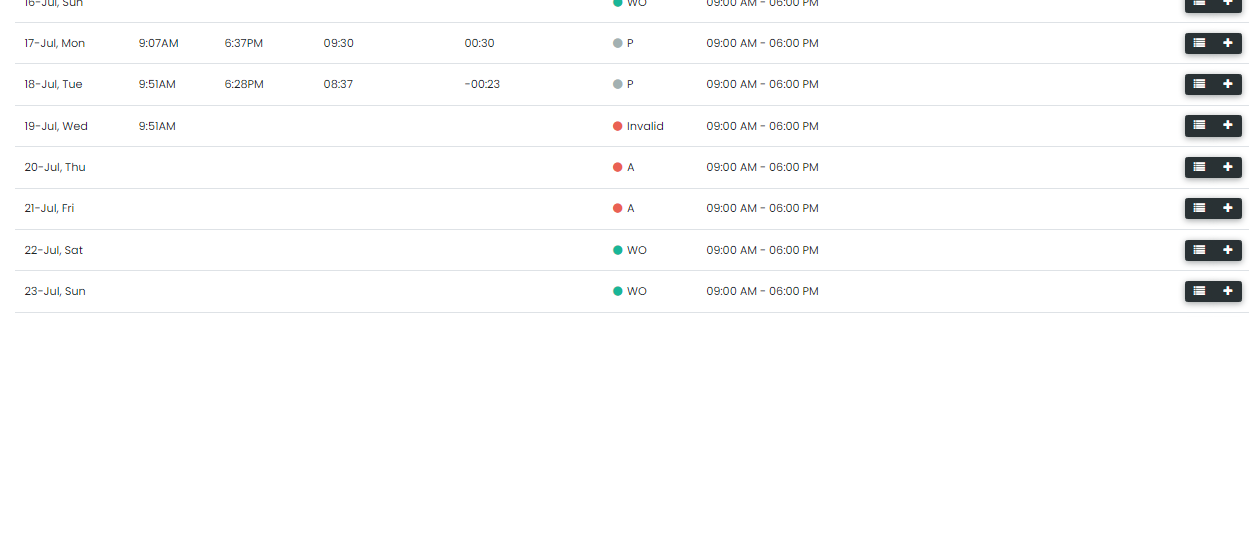 16-Jul, Sun WO 09:00 AM - 06:00 PM
17-Jul, Mon 9:07AM 6:37PM 09:30 00:30 P 09:00 AM - 06:00 PM
18-Jul, Tue 9:51AM 6:28PM 08:37 -00:23 P 09:00 AM - 06:00 PM
19-Jul, Wed 9:51AM Invalid 09:00 AM - 06:00 PM
20-Jul, Thu A 09:00 AM - 06:00 PM
21-Jul, Fri A 09:00 AM - 06:00 PM
22-Jul, Sat WO 09:00 AM - 06:00 PM
23-Jul, Sun WO 09:00 AM - 06:00 PM